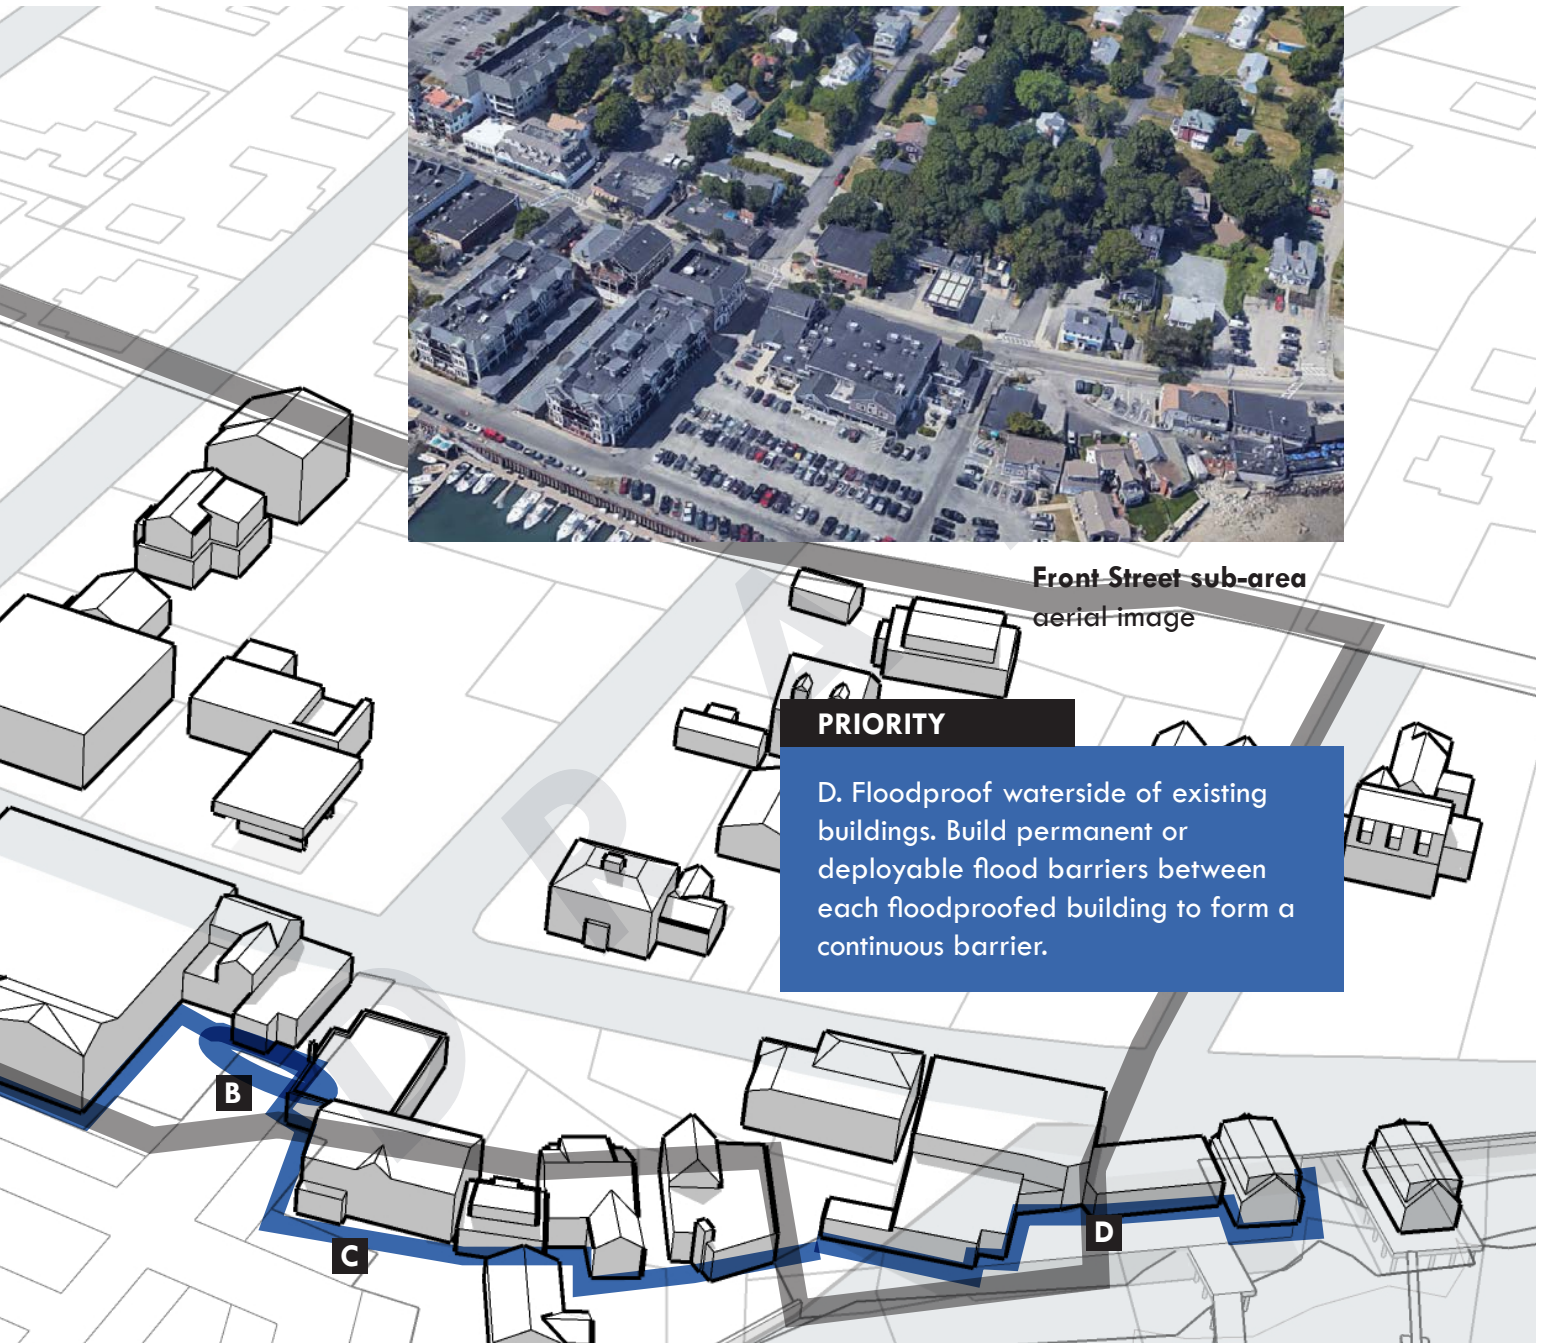 Front Street sub-area
aerial image
PRIORITY
D. Floodproof waterside of existing
buildings. Build permanent or
deployable flood barriers between
each floodproofed building to form a
continuous barrier.
B
C
D
DRAFT